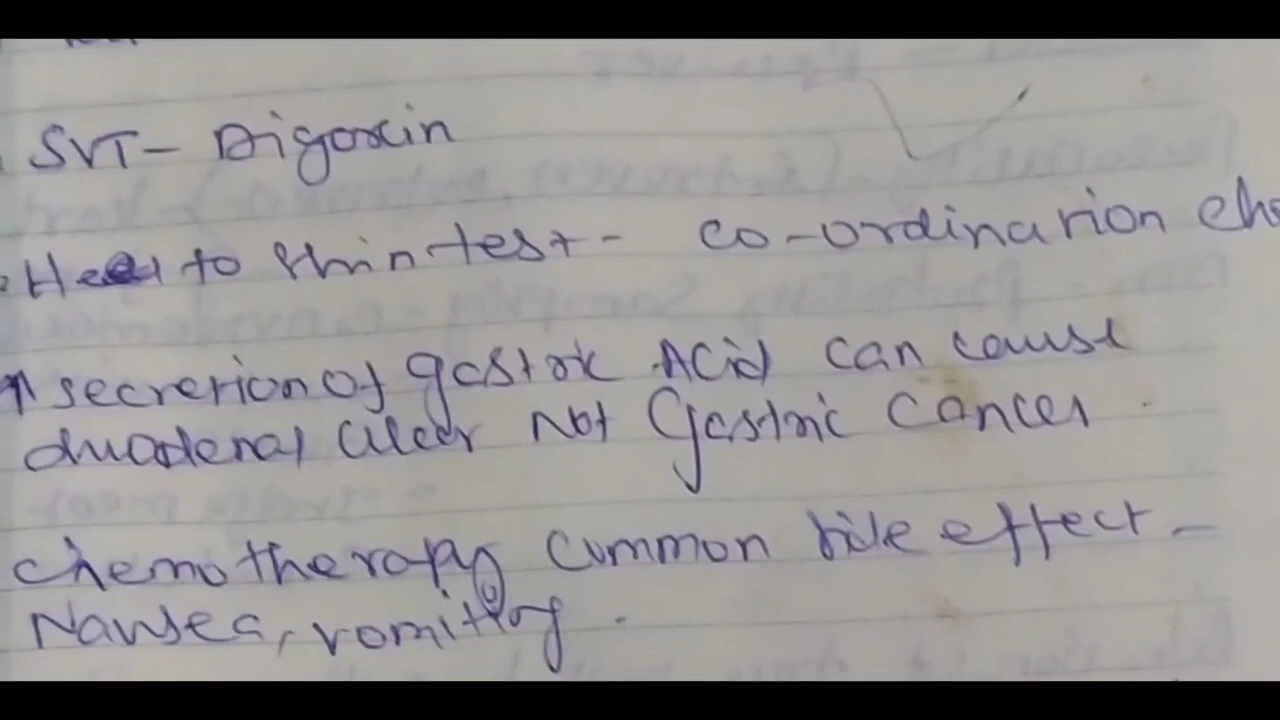 SVT - Digoxin
Heel to shin test - co-ordination che
↑ secretion of gastric Acid can cause
duodenal ulcer not Gastric cancer.
chemotherapy common side effect -
Nausea, vomiting.